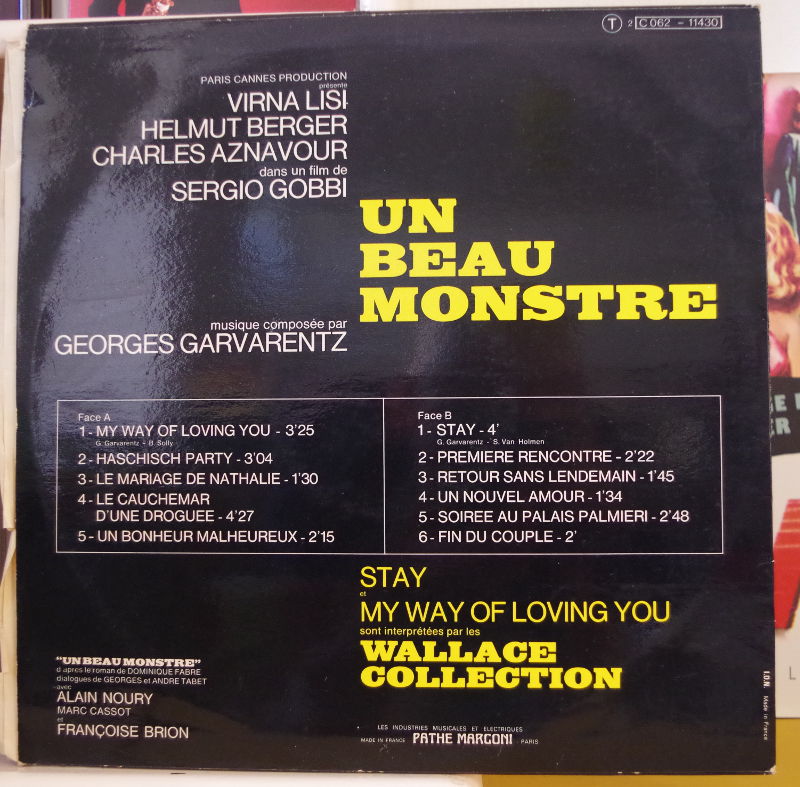 T 2 C 062 - 11430
PARIS CANNES PRODUCTION
présente
VIRNA LISI
HELMUT BERGER
CHARLES AZNAVOUR
dans un film de
SERGIO GOBBI
UN
BEAU
MONSTRE
musique composée par
GEORGES GARVARENTZ
Face A
1 - MY WAY OF LOVING YOU - 3'25
G. Garvarentz - B. Solly
2 - HASCHISCH PARTY - 3'04
3 - LE MARIAGE DE NATHALIE - 1'30
4 - LE CAUCHEMAR
D'UNE DROGUEE - 4'27
5 - UN BONHEUR MALHEUREUX - 2'15
Face B
1 - STAY - 4'
G. Garvarentz - S. Van Holmen
2 - PREMIERE RENCONTRE - 2'22
3 - RETOUR SANS LENDEMAIN - 1'45
4 - UN NOUVEL AMOUR - 1'34
5 - SOIREE AU PALAIS PALMIERI - 2'48
6 - FIN DU COUPLE - 2'
STAY
et
MY WAY OF LOVING YOU
sont interprétées par les
WALLACE
COLLECTION
"UN BEAU MONSTRE"
d'après le roman de DOMINIQUE FABRE
dialogues de GEORGES et ANDRE TABET
avec
ALAIN NOURY
MARC CASSOT
et
FRANÇOISE BRION
LES INDUSTRIES MUSICALES ET ELECTRIQUES
MADE IN FRANCE PATHE MARCONI PARIS
I.D.N. Made in France